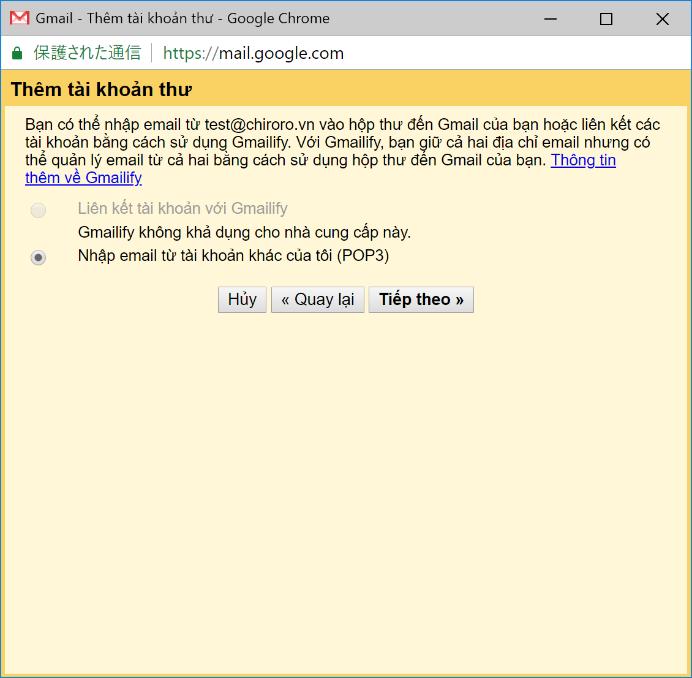 Gmail - Thêm tài khoản thư - Google Chrome
保護された通信 https://mail.google.com
Thêm tài khoản thư
Bạn có thể nhập email từ test@chiroro.vn vào hộp thư đến Gmail của bạn hoặc liên kết các
tài khoản bằng cách sử dụng Gmailify. Với Gmailify, bạn giữ cả hai địa chỉ email nhưng có
thể quản lý email từ cả hai bằng cách sử dụng hộp thư đến Gmail của bạn. Thông tin
thêm về Gmailify
Liên kết tài khoản với Gmailify
Gmailify không khả dụng cho nhà cung cấp này.
Nhập email từ tài khoản khác của tôi (POP3)
Hủy « Quay lại Tiếp theo »